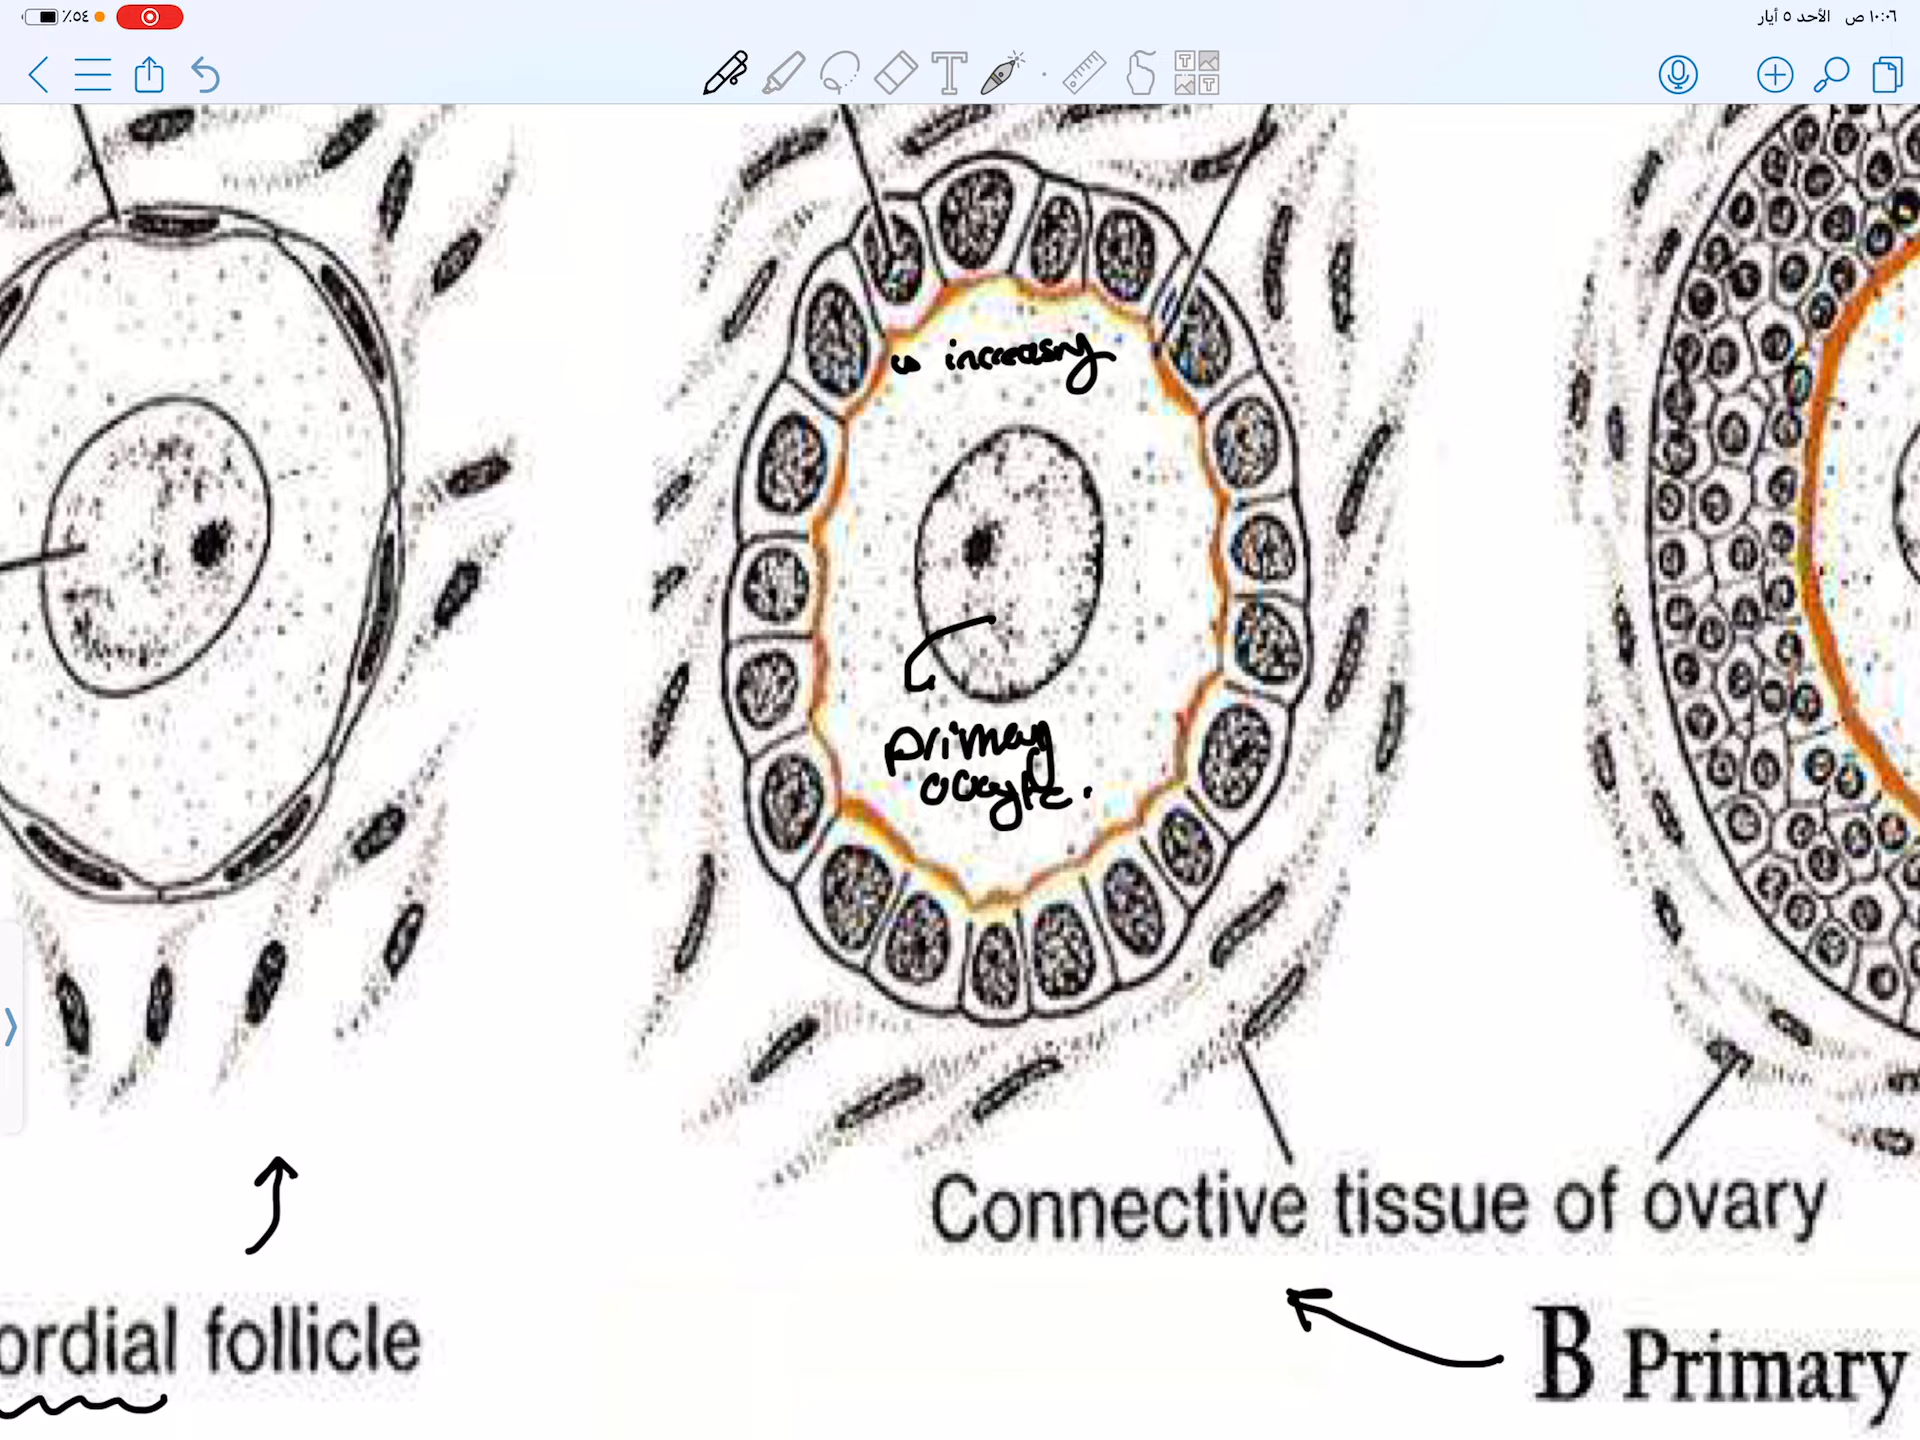 ٪٥٤
١٠:٠٦ ص الأحد ٥ أيار
increasing
primary
oocyte.
Connective tissue of ovary
ordial follicle
B Primary